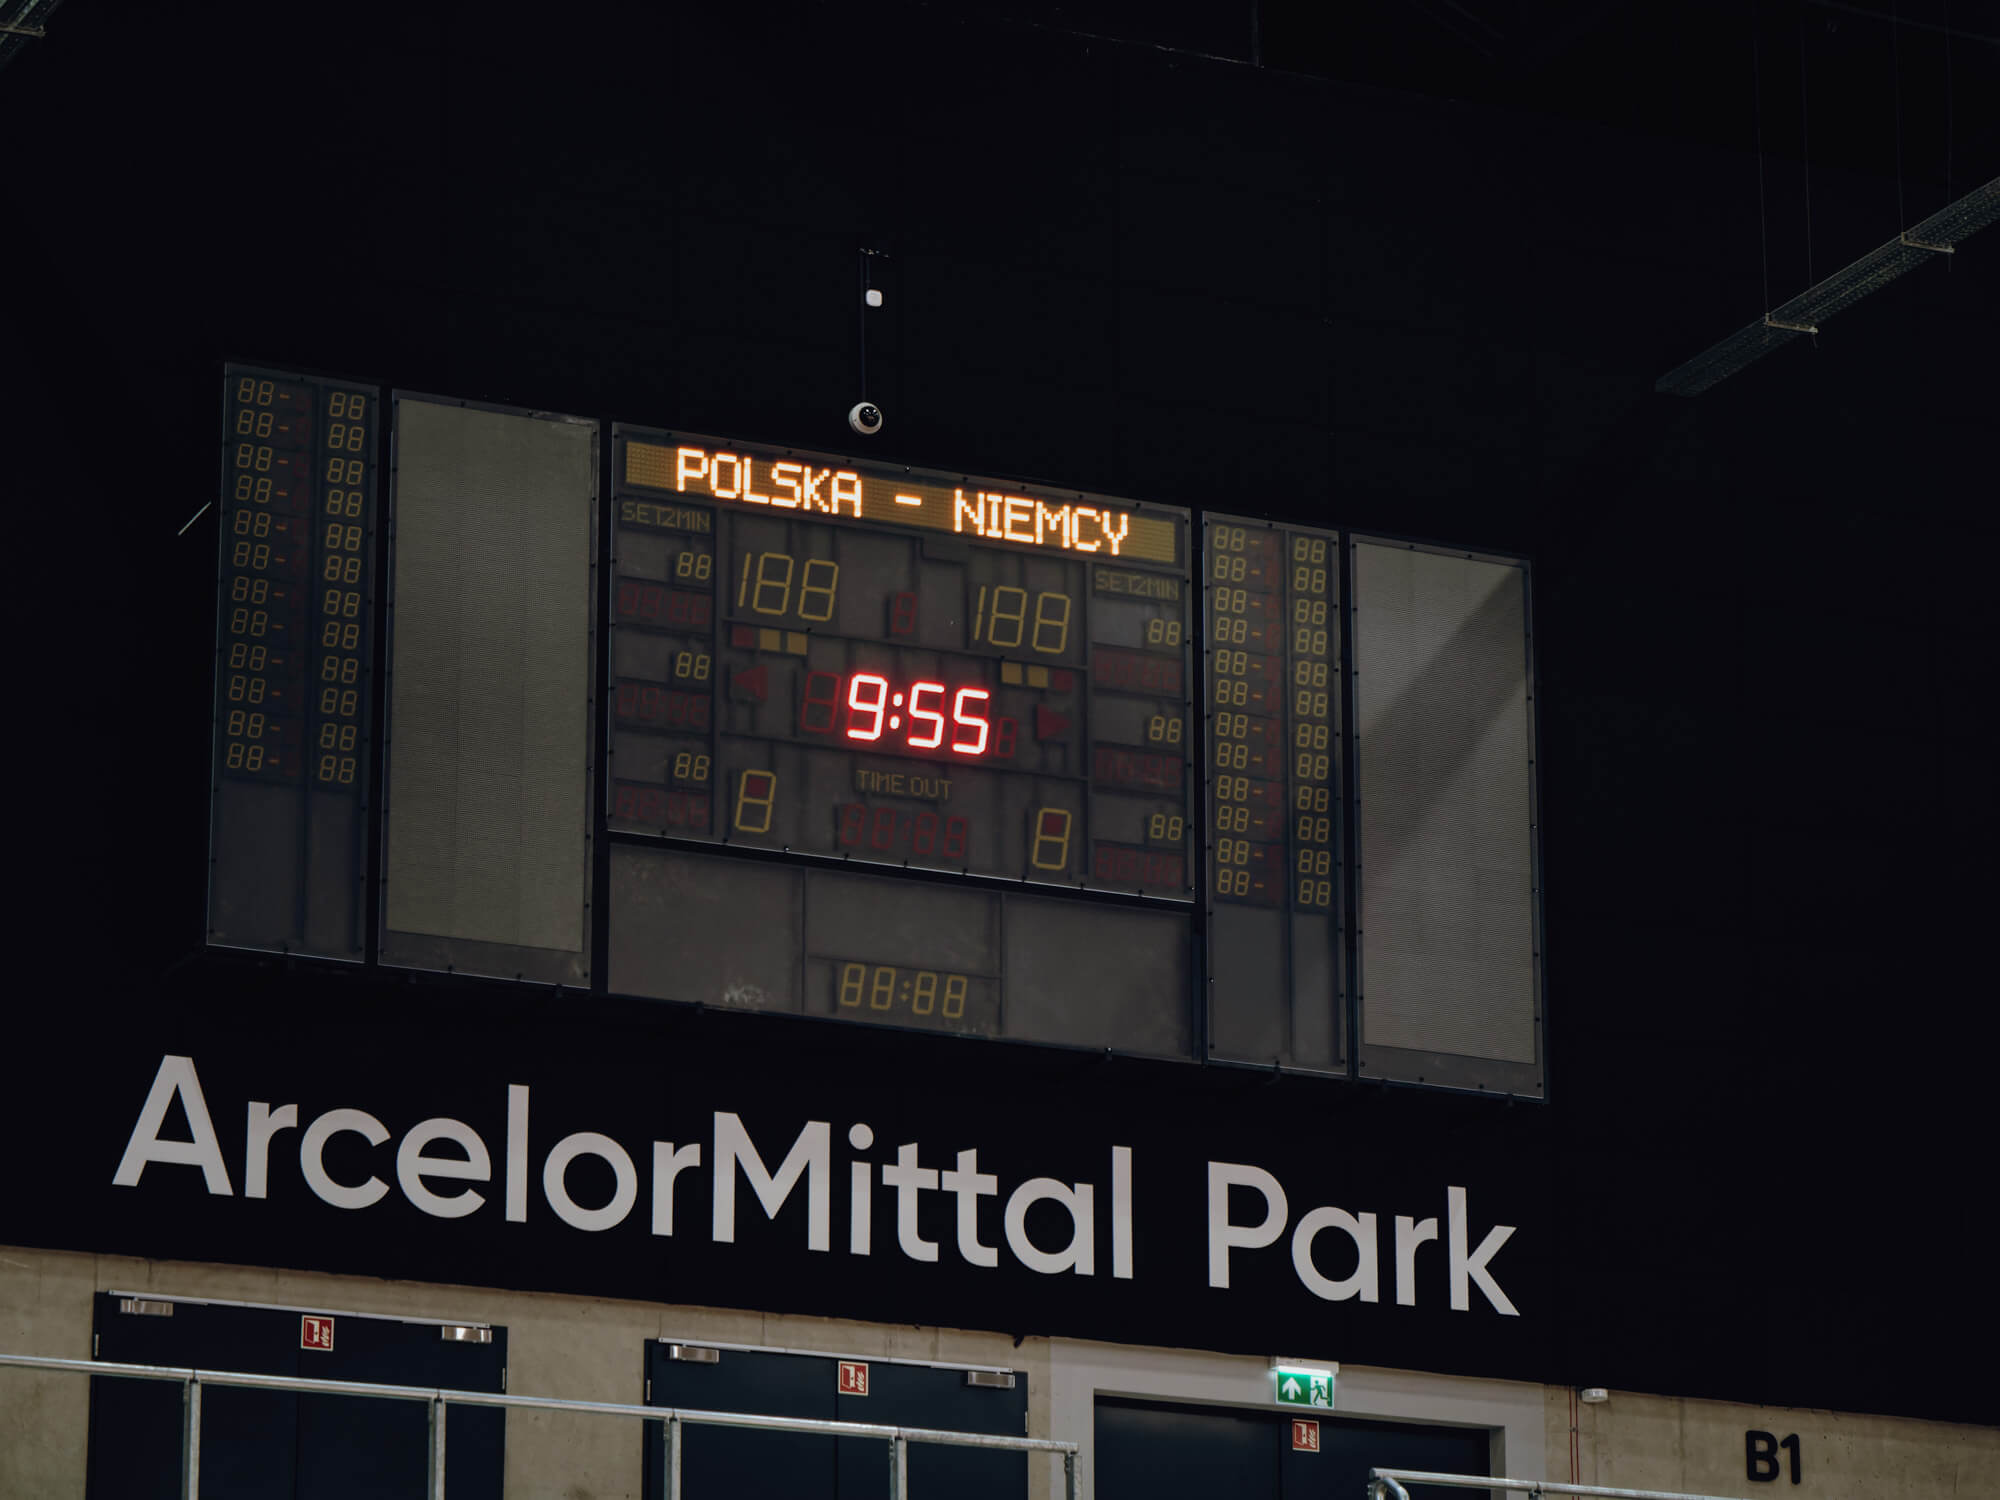 POLSKA - NIEMCY
SET2MIN
SET2MIN
9:55
TIME OUT
ArcelorMittal Park
B1